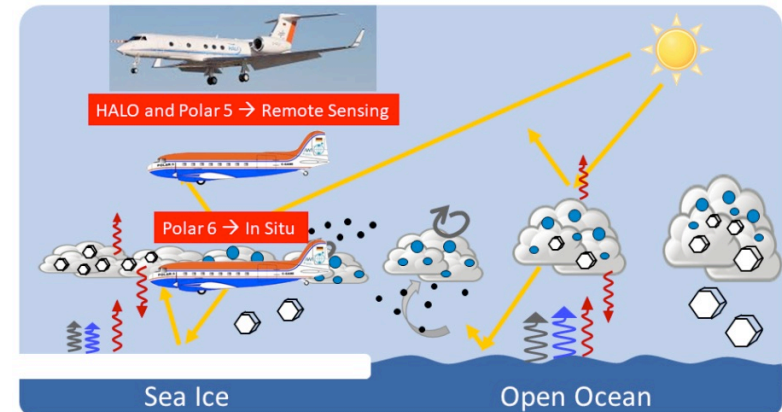 HALO and Polar 5 → Remote Sensing
Polar 6 → In Situ
Sea Ice
Open Ocean